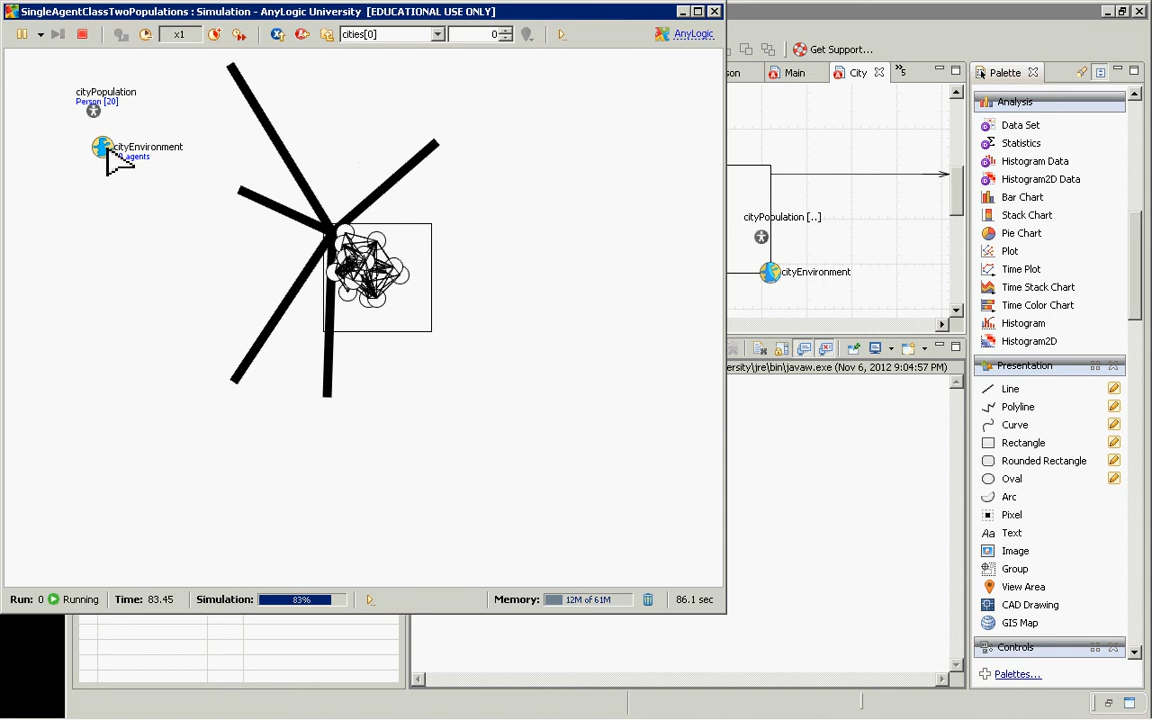 SingleAgentClassTwoPopulations : Simulation - AnyLogic University [EDUCATIONAL USE ONLY]
x1
cities[0]
0
AnyLogic
Get Support...
cityPopulation
Person [20]
cityEnvironment
agents
son
Main
City
5
Palette
cityPopulation [..]
cityEnvironment
ersity\jre\bin\javaw.exe (Nov 6, 2012 9:04:57 PM)
Analysis
Data Set
Statistics
Histogram Data
Histogram2D Data
Bar Chart
Stack Chart
Pie Chart
Plot
Time Plot
Time Stack Chart
Time Color Chart
Histogram
Histogram2D
Presentation
Line
Polyline
Curve
Rectangle
Rounded Rectangle
Oval
Arc
Pixel
Aa Text
Image
Group
View Area
CAD Drawing
GIS Map
Controls
Palettes...
Run: 0 Running Time: 83.45 Simulation: 83% Memory: 12M of 61M 86.1 sec